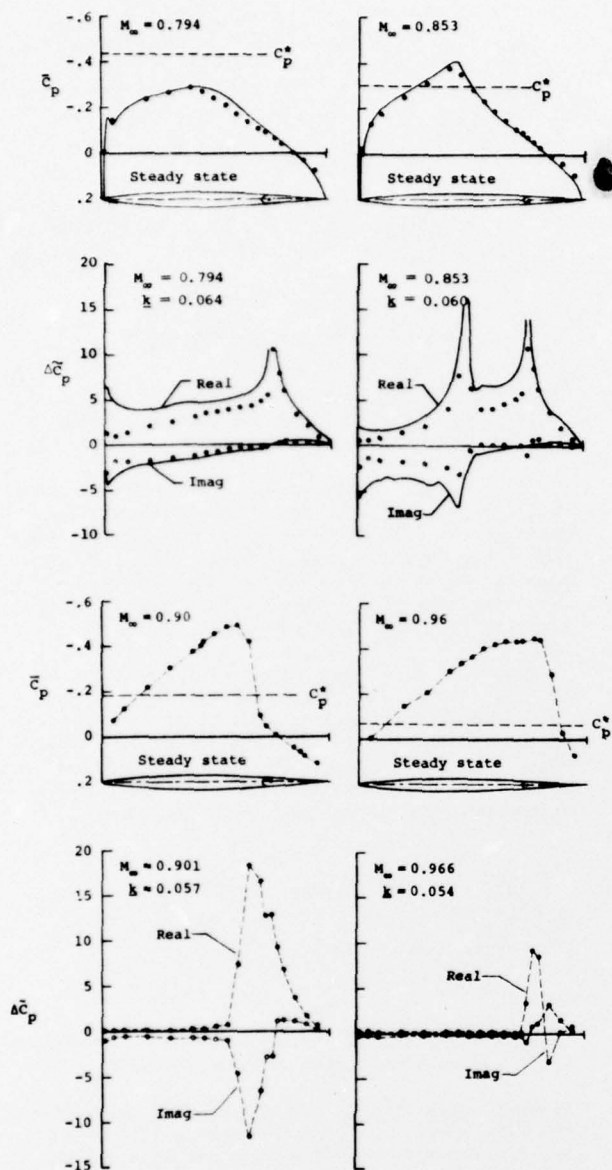 M∞ = 0.794
M∞ = 0.853
-.6
-.4
-.2
0
.2
C̄p
Cp*
Cp*
Steady state
Steady state
M∞ = 0.794
k = 0.064
M∞ = 0.853
k = 0.060
20
15
10
5
0
-5
-10
ΔC̃p
Real
Real
Imag
Imag
M∞ = 0.90
M∞ = 0.96
-.6
-.4
-.2
0
.2
C̄p
Cp*
Cp*
Steady state
Steady state
M∞ ≈ 0.901
k ≈ 0.057
M∞ = 0.966
k = 0.054
20
15
10
5
0
-5
-10
-15
ΔC̃p
Real
Real
Imag
Imag